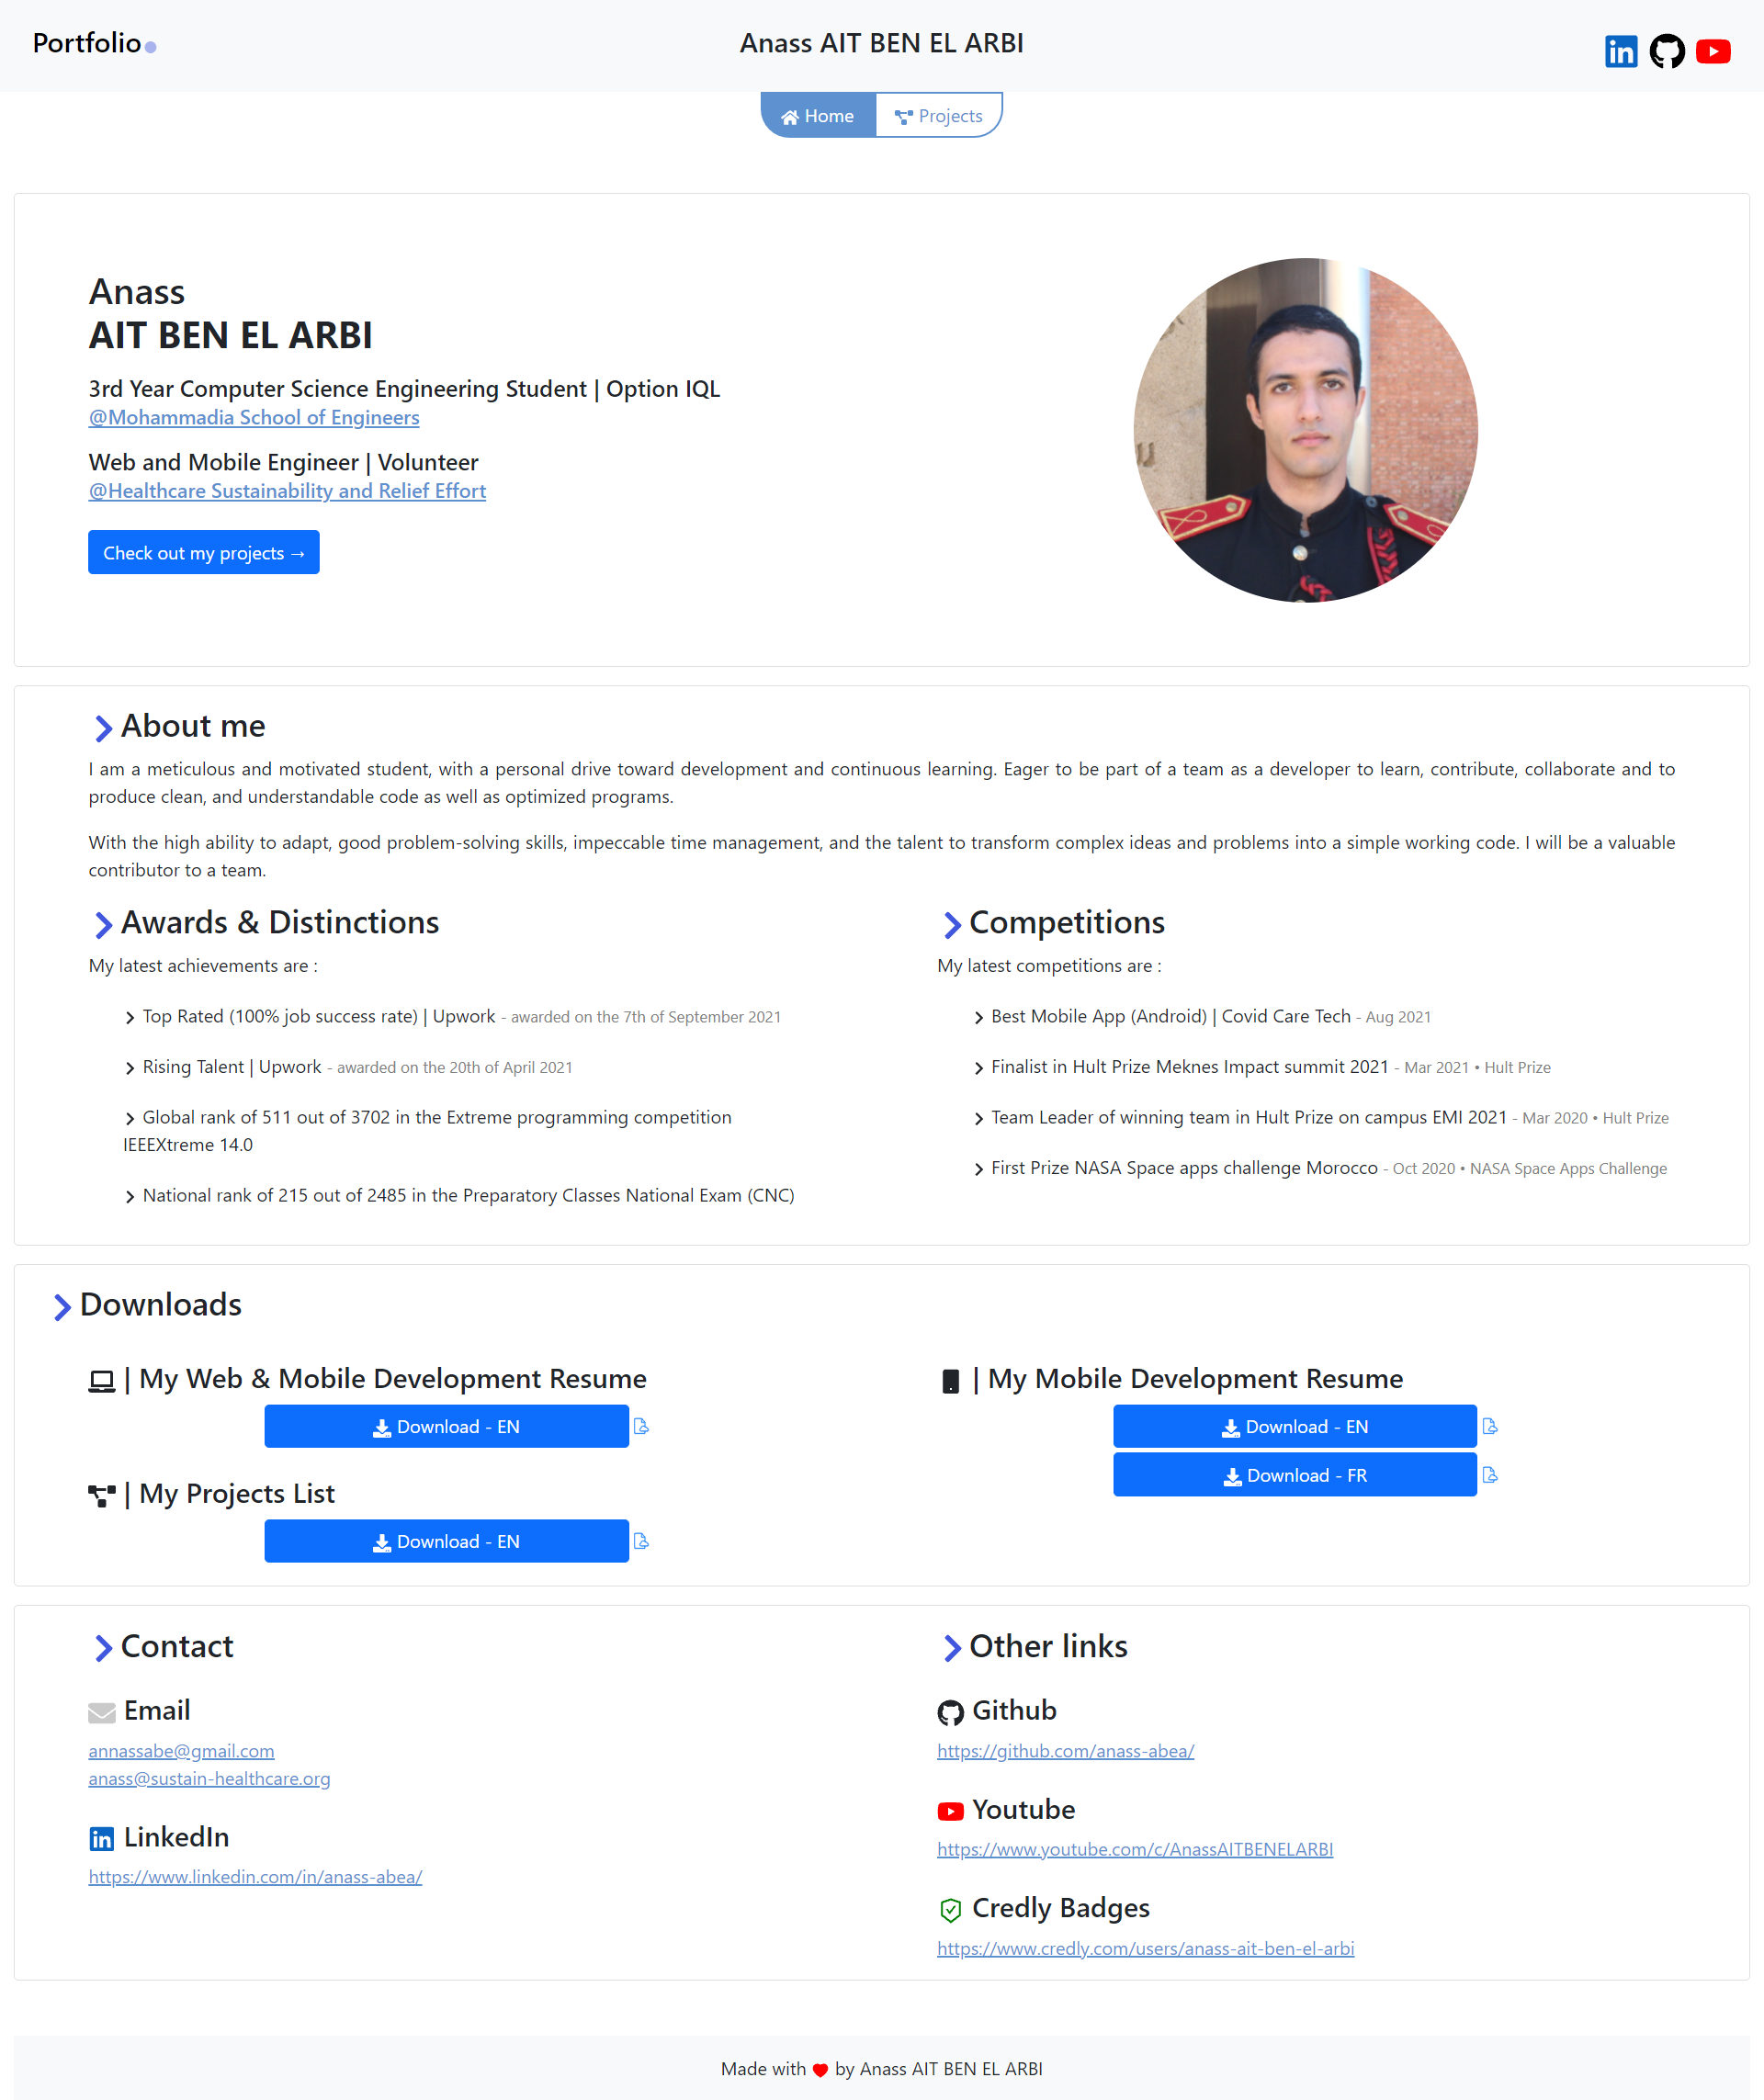 Portfolio
Anass AIT BEN EL ARBI
Home
Projects
Anass
AIT BEN EL ARBI
3rd Year Computer Science Engineering Student | Option IQL
@Mohammadia School of Engineers
Web and Mobile Engineer | Volunteer
@Healthcare Sustainability and Relief Effort
Check out my projects →
About me
I am a meticulous and motivated student, with a personal drive toward development and continuous learning. Eager to be part of a team as a developer to learn, contribute, collaborate and to
produce clean, and understandable code as well as optimized programs.
With the high ability to adapt, good problem-solving skills, impeccable time management, and the talent to transform complex ideas and problems into a simple working code. I will be a valuable
contributor to a team.
Awards & Distinctions
My latest achievements are :
Top Rated (100% job success rate) | Upwork - awarded on the 7th of September 2021
Rising Talent | Upwork - awarded on the 20th of April 2021
Global rank of 511 out of 3702 in the Extreme programming competition
IEEEXtreme 14.0
National rank of 215 out of 2485 in the Preparatory Classes National Exam (CNC)
Competitions
My latest competitions are :
Best Mobile App (Android) | Covid Care Tech - Aug 2021
Finalist in Hult Prize Meknes Impact summit 2021 - Mar 2021 • Hult Prize
Team Leader of winning team in Hult Prize on campus EMI 2021 - Mar 2020 • Hult Prize
First Prize NASA Space apps challenge Morocco - Oct 2020 • NASA Space Apps Challenge
Downloads
| My Web & Mobile Development Resume
Download - EN
| My Projects List
Download - EN
| My Mobile Development Resume
Download - EN
Download - FR
Contact
Email
annassabe@gmail.com
anass@sustain-healthcare.org
LinkedIn
https://www.linkedin.com/in/anass-abea/
Other links
Github
https://github.com/anass-abea/
Youtube
https://www.youtube.com/c/AnassAITBENELARBI
Credly Badges
https://www.credly.com/users/anass-ait-ben-el-arbi
Made with ♥ by Anass AIT BEN EL ARBI